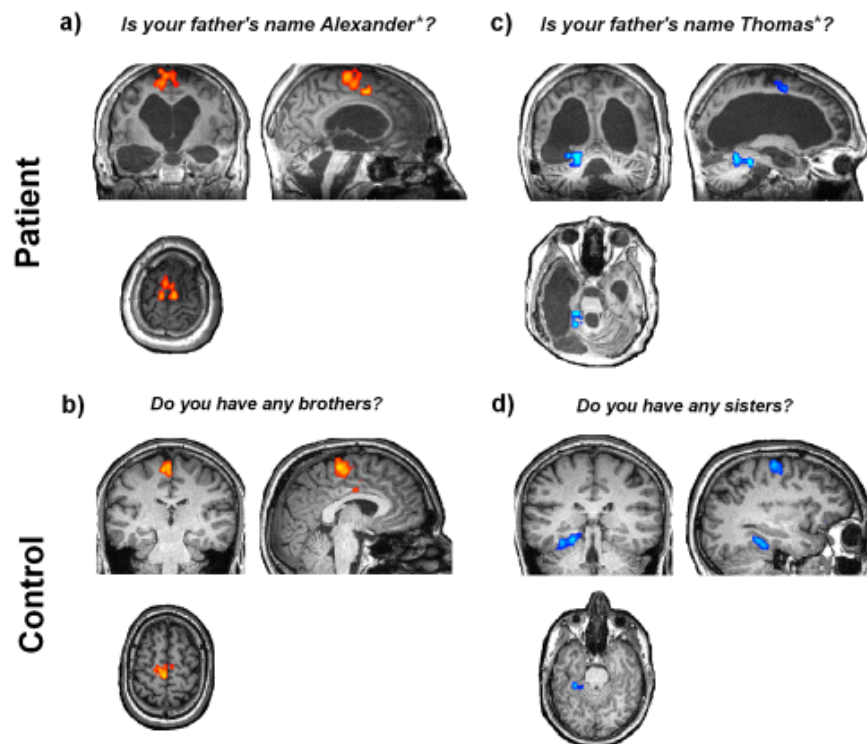 a) Is your father's name Alexander*?
c) Is your father's name Thomas*?
Patient
b) Do you have any brothers?
d) Do you have any sisters?
Control